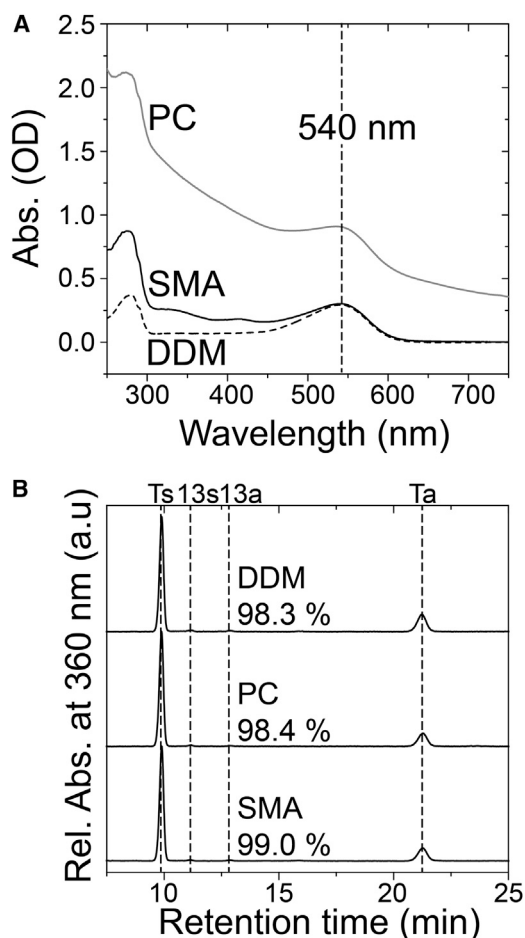 A
2.5
2.0
1.5
1.0
0.5
0.0
Abs. (OD)
PC
540 nm
SMA
DDM
300 400 500 600 700
Wavelength (nm)
B
Ts 13s 13a Ta
Rel. Abs. at 360 nm (a.u)
DDM
98.3 %
PC
98.4 %
SMA
99.0 %
10 15 20 25
Retention time (min)